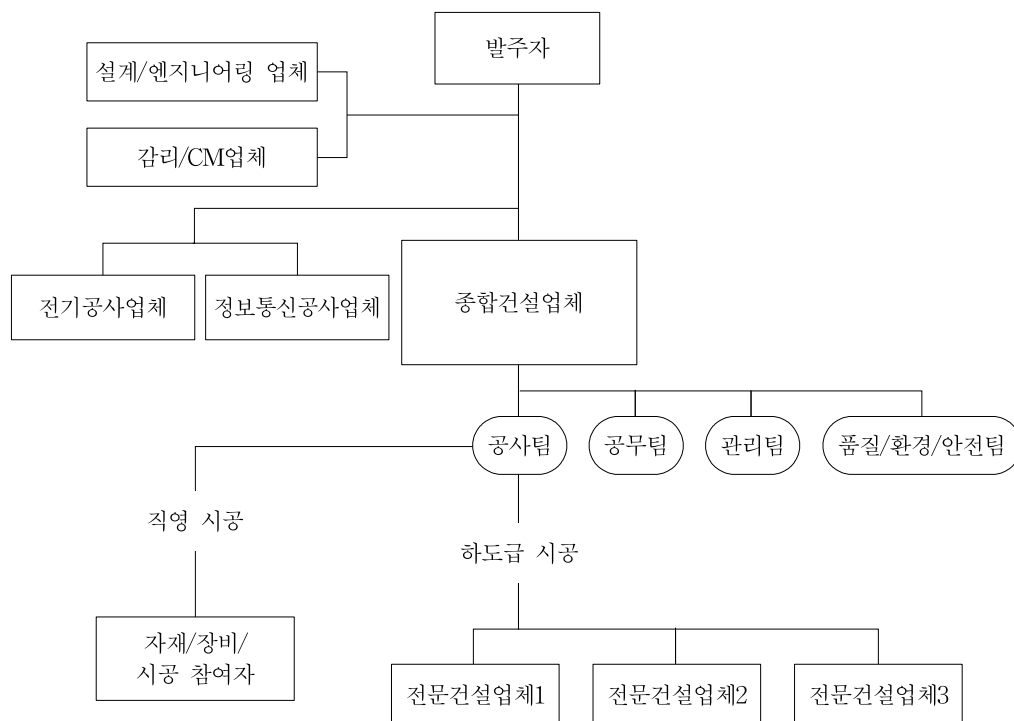 발주자
설계/엔지니어링 업체
감리/CM업체
전기공사업체
정보통신공사업체
종합건설업체
공사팀
공무팀
관리팀
품질/환경/안전팀
직영 시공
하도급 시공
자재/장비/
시공 참여자
전문건설업체1
전문건설업체2
전문건설업체3